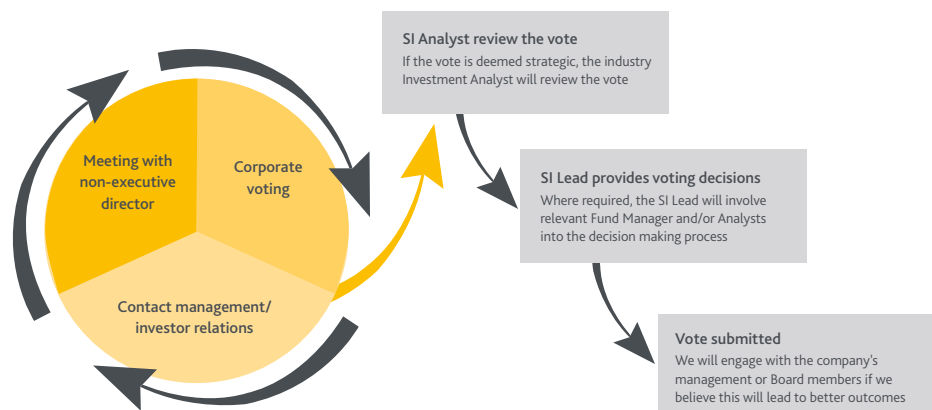 SI Analyst review the vote
If the vote is deemed strategic, the industry
Investment Analyst will review the vote
Meeting with
non-executive
director
Corporate
voting
Contact management/
investor relations
SI Lead provides voting decisions
Where required, the SI Lead will involve
relevant Fund Manager and/or Analysts
into the decision making process
Vote submitted
We will engage with the company's
management or Board members if we
believe this will lead to better outcomes